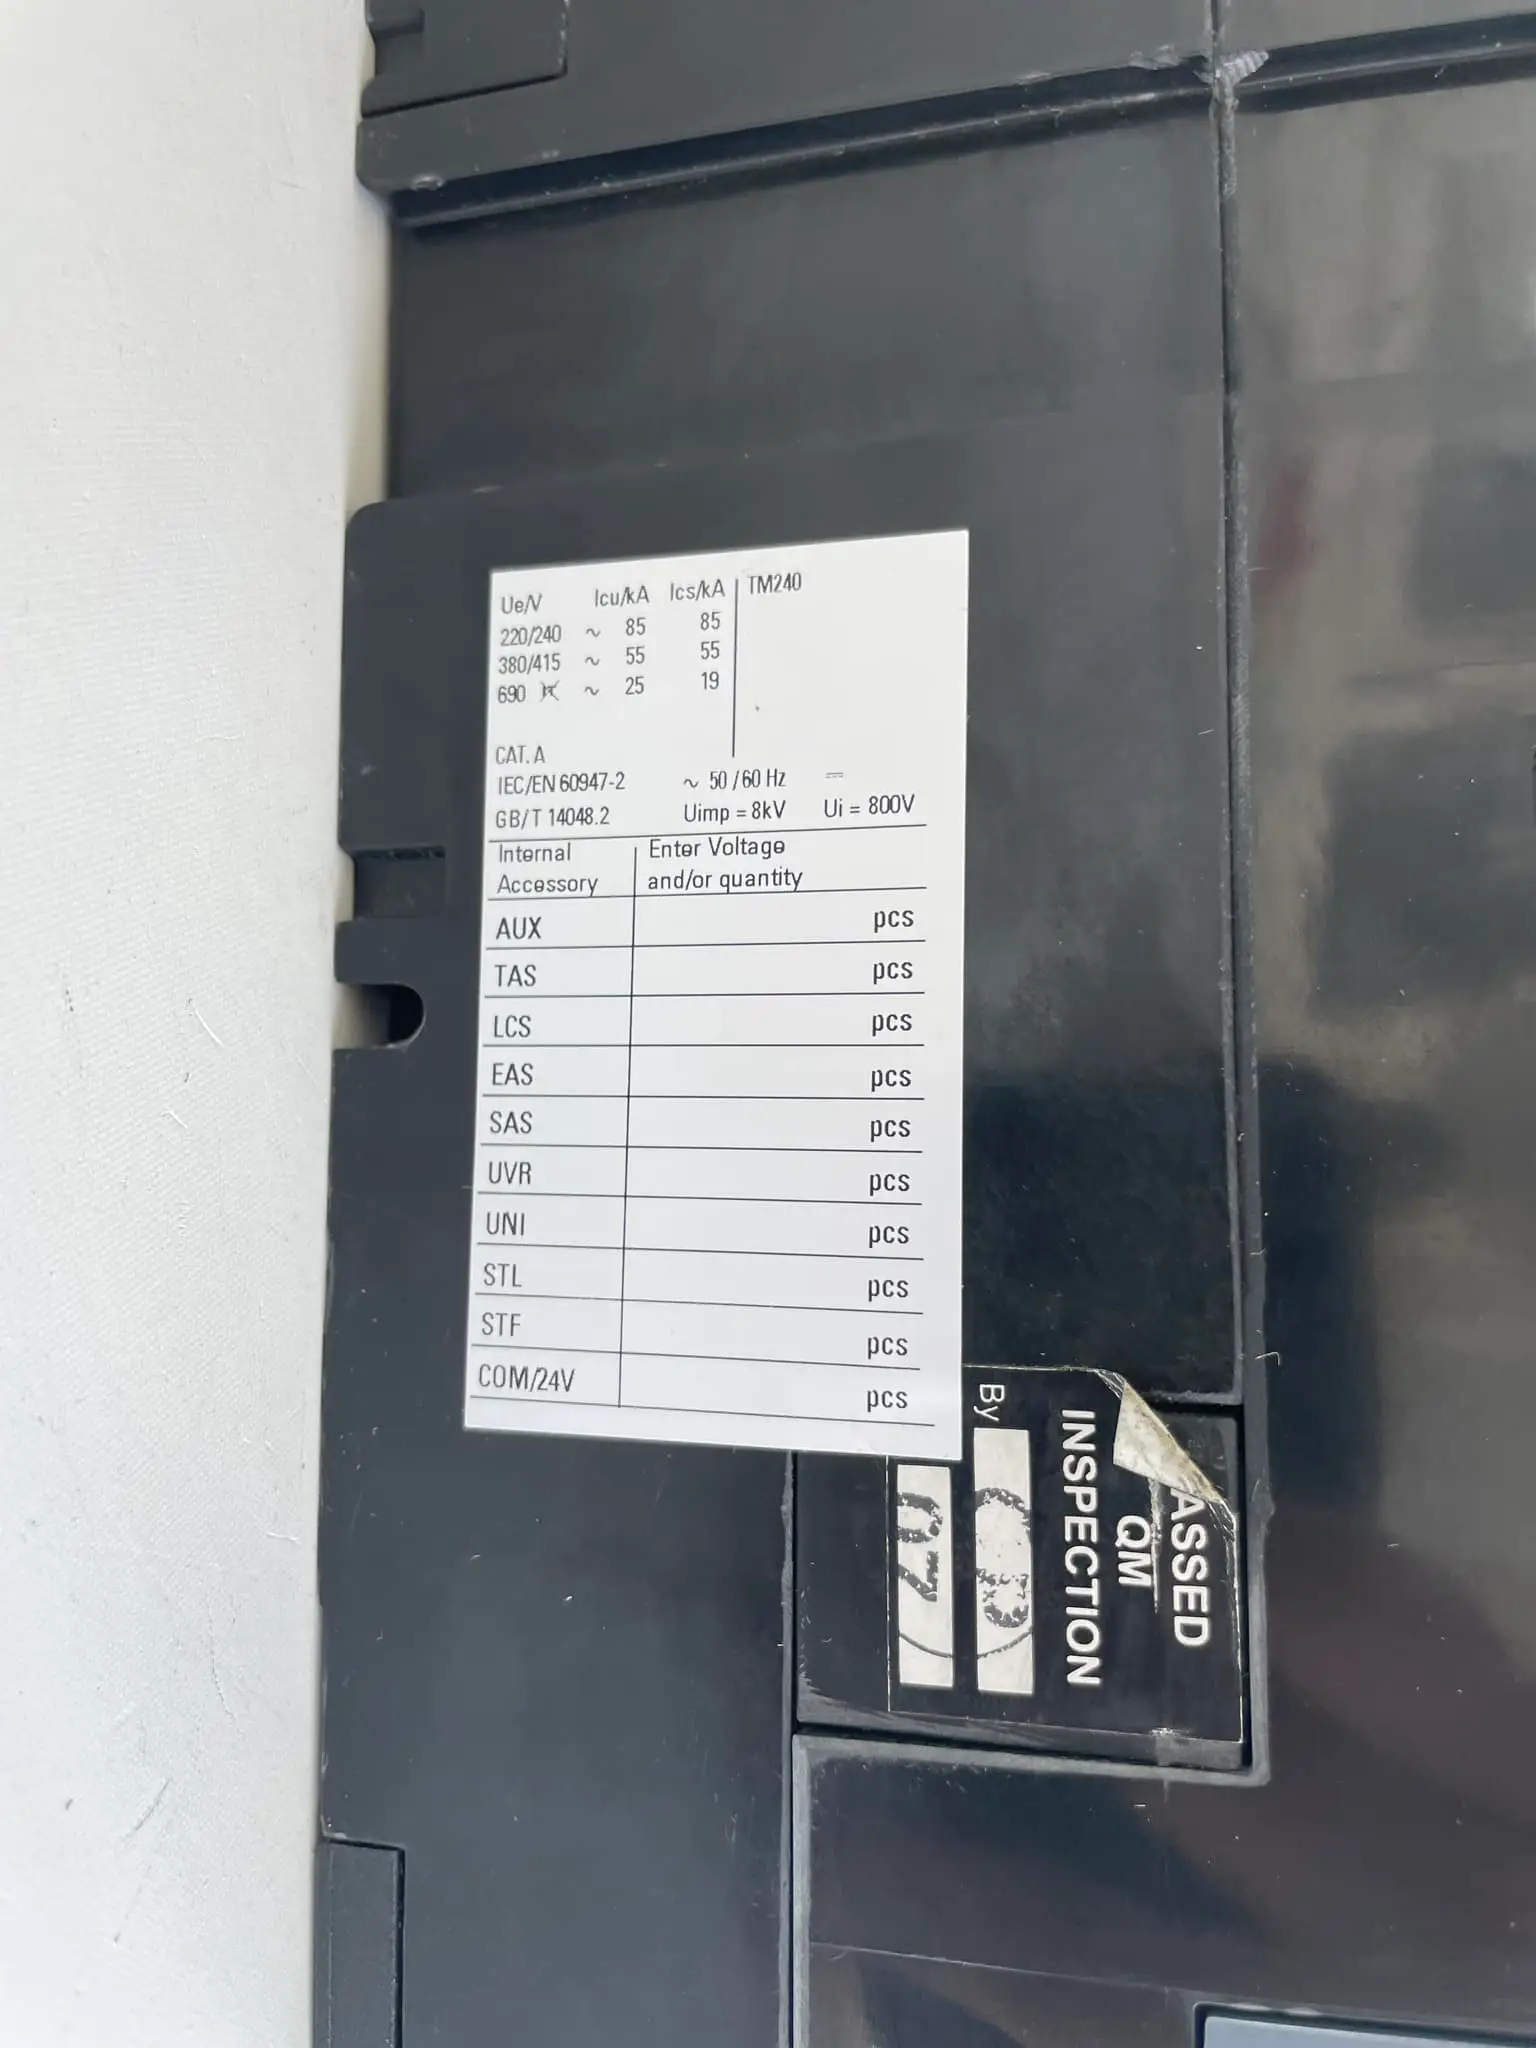 Ue/V Icu/kA Ics/kA TM240
220/240 ~ 85 85
380/415 ~ 55 55
690 ~ 25 19
CAT. A
IEC/EN 60947-2 ~ 50/60 Hz ⎓
GB/T 14048.2 Uimp = 8kV Ui = 800V
Internal Accessory Enter Voltage and/or quantity
AUX pcs
TAS pcs
LCS pcs
EAS pcs
SAS pcs
UVR pcs
UNI pcs
STL pcs
STF pcs
COM/24V pcs
ASSED
QM
INSPECTION
By
07